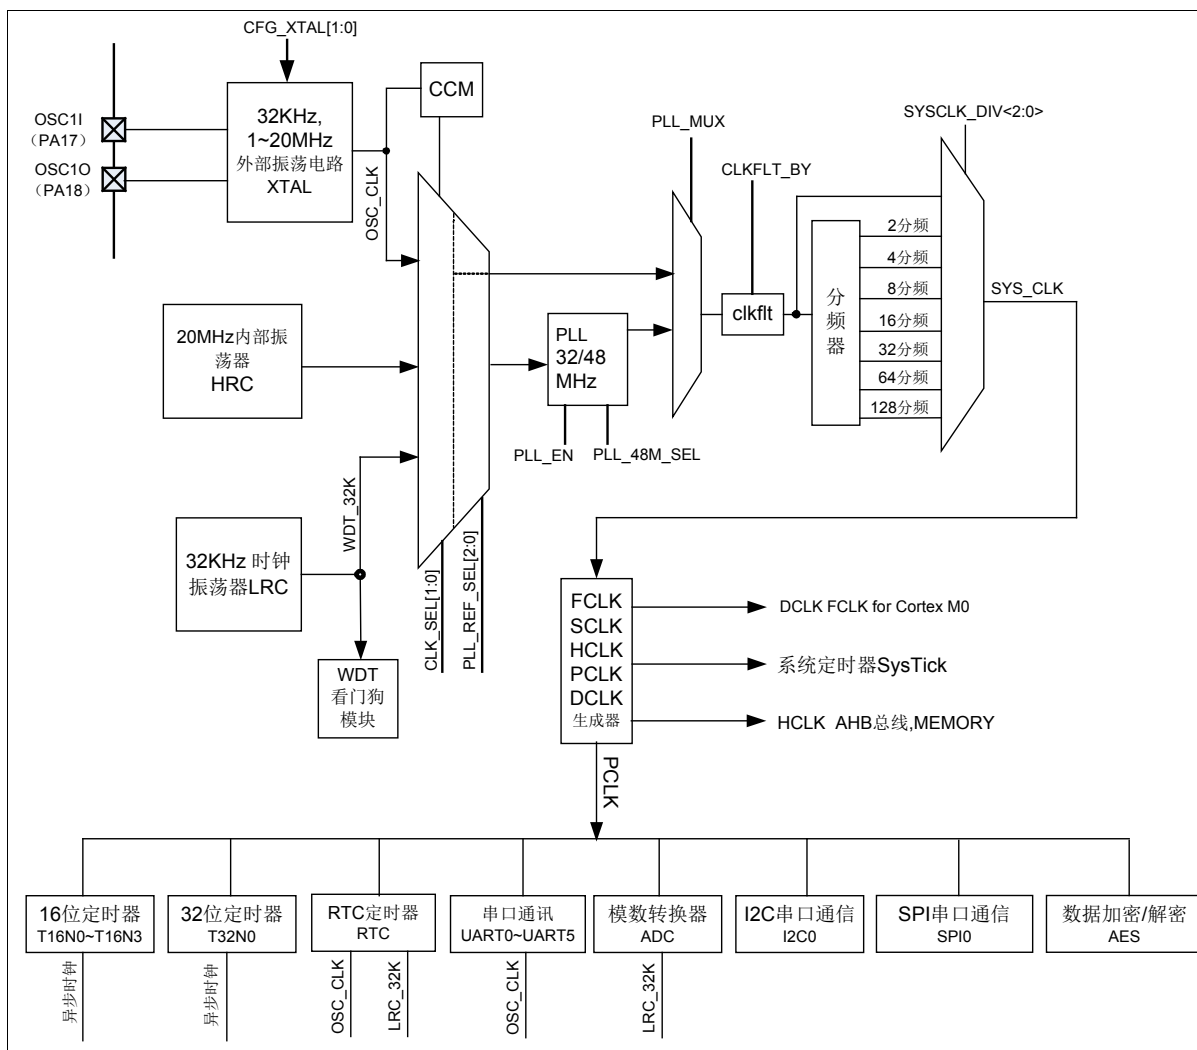 CFG_XTAL[1:0]
OSC1I
(PA17)
OSC1O
(PA18)
32KHz,
1~20MHz
外部振荡电路
XTAL
CCM
OSC_CLK
PLL_MUX
SYSCLK_DIV<2:0>
CLKFLT_BY
20MHz内部振
荡器
HRC
PLL
32/48
MHz
PLL_EN
PLL_48M_SEL
clkflt
分
频
器
2分频
4分频
8分频
16分频
32分频
64分频
128分频
SYS_CLK
WDT_32K
32KHz 时钟
振荡器LRC
CLK_SEL[1:0]
PLL_REF_SEL[2:0]
WDT
看门狗
模块
FCLK
SCLK
HCLK
PCLK
DCLK
生成器
DCLK FCLK for Cortex M0
系统定时器SysTick
HCLK AHB总线,MEMORY
PCLK
16位定时器
T16N0~T16N3
32位定时器
T32N0
RTC定时器
RTC
串口通讯
UART0~UART5
模数转换器
ADC
I2C串口通信
I2C0
SPI串口通信
SPI0
数据加密/解密
AES
异步时钟
异步时钟
OSC_CLK
LRC_32K
OSC_CLK
LRC_32K